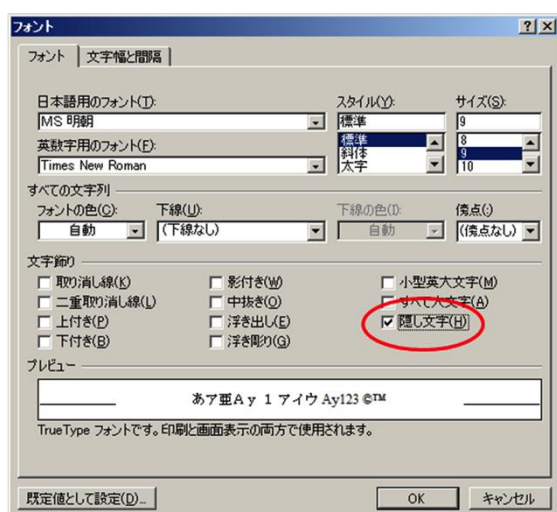 フォント
フォント 文字幅と間隔
日本語用のフォント(T): スタイル(Y): サイズ(S):
MS 明朝 標準 9
標準 8
英数字用のフォント(F): 斜体 9
Times New Roman 太字 10
すべての文字列
フォントの色(C): 下線(U): 下線の色(I): 傍点(:)
自動 (下線なし) 自動 (傍点なし)
文字飾り
取り消し線(K) 影付き(W) 小型英大文字(M)
二重取り消し線(L) 中抜き(O) すべて大文字(A)
上付き(P) 浮き出し(E) 隠し文字(H)
下付き(B) 浮き彫り(G)
プレビュー
あア亜Ay 1 アイウ Ay123 ©™
TrueType フォントです。印刷と画面表示の両方で使用されます。
既定値として設定(D)... OK キャンセル